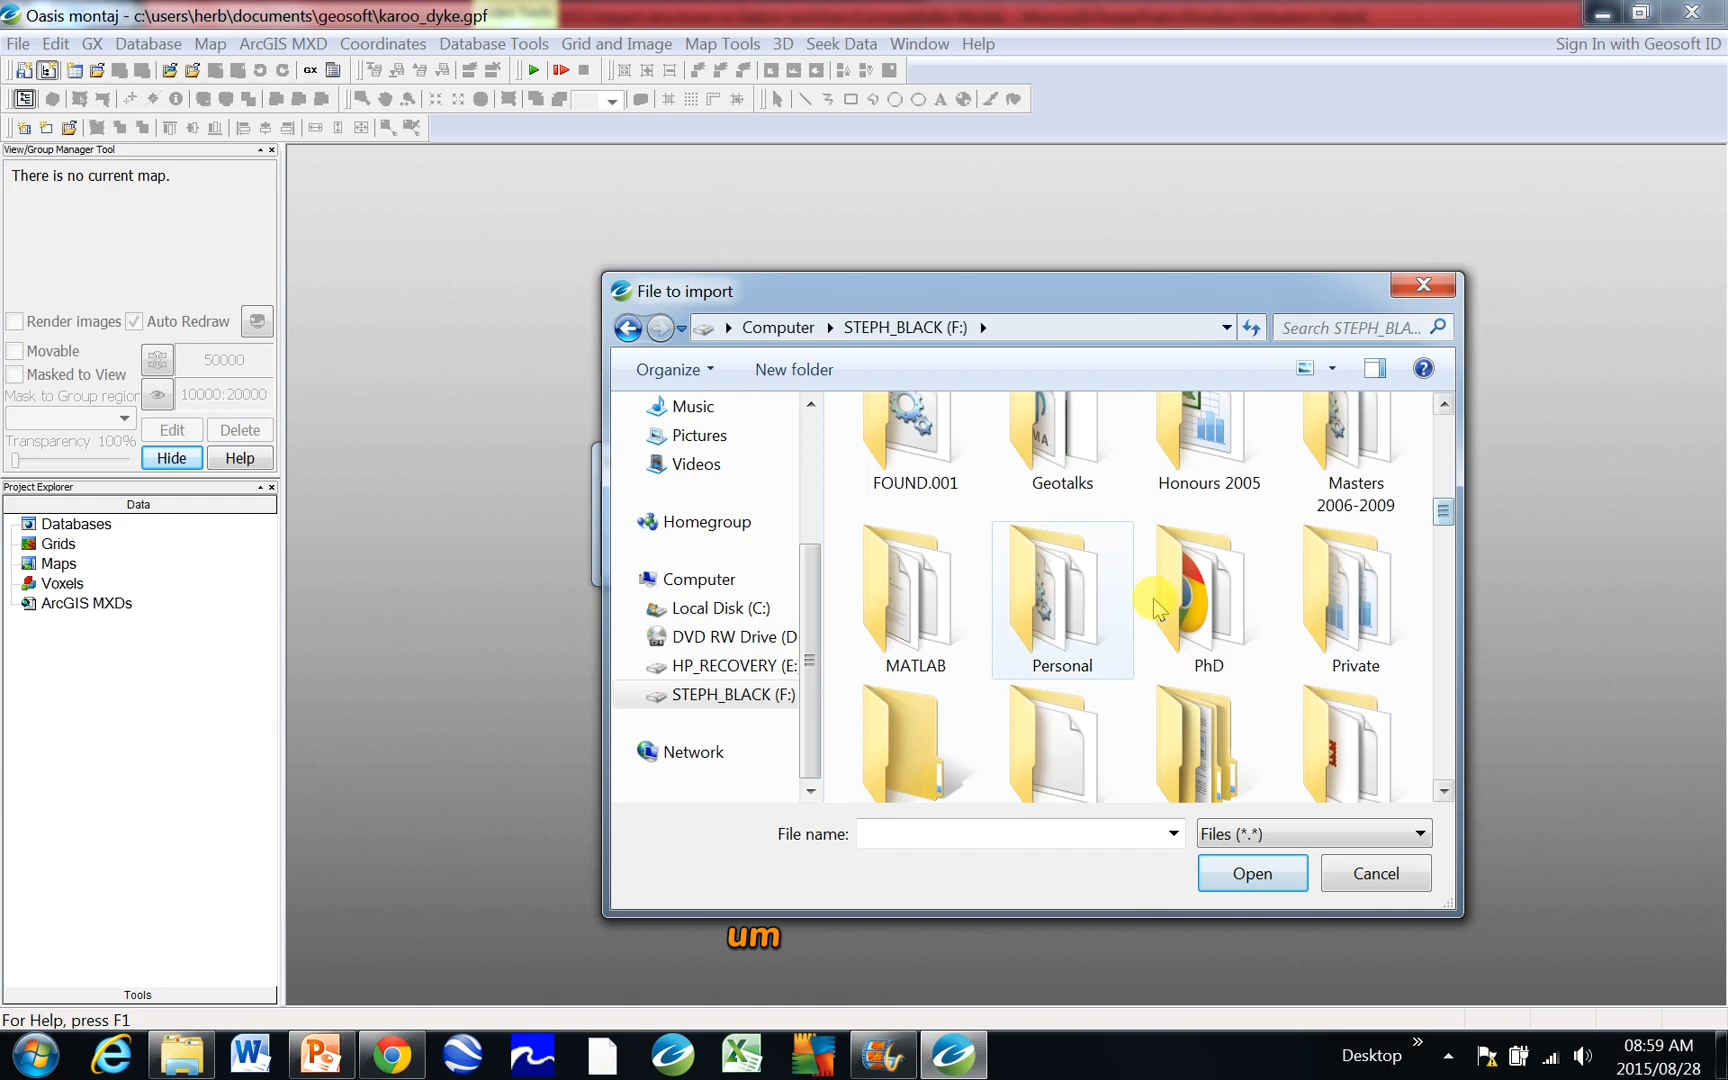 Oasis montaj - c:\users\herb\documents\geosoft\karoo_dyke.gpf
File Edit GX Database Map ArcGIS MXD Coordinates Database Tools Grid and Image Map Tools 3D Seek Data Window Help Sign In with Geosoft ID
GX
View/Group Manager Tool
There is no current map.
Render images Auto Redraw
Movable 50000
Masked to View
Mask to Group region 10000:20000
Edit Delete
Transparency 100%
Hide Help
Project Explorer
Data
Databases
Grids
Maps
Voxels
ArcGIS MXDs
Tools
For Help, press F1
File to import
Computer STEPH_BLACK (F:)
Search STEPH_BLA...
Organize New folder
Music
Pictures
Videos
Homegroup
Computer
Local Disk (C:)
DVD RW Drive (D
HP_RECOVERY (E:
STEPH_BLACK (F:)
Network
FOUND.001 Geotalks Honours 2005 Masters
2006-2009
MATLAB Personal PhD Private
File name: Files (*.*)
Open Cancel
um
Desktop
08:59 AM
2015/08/28